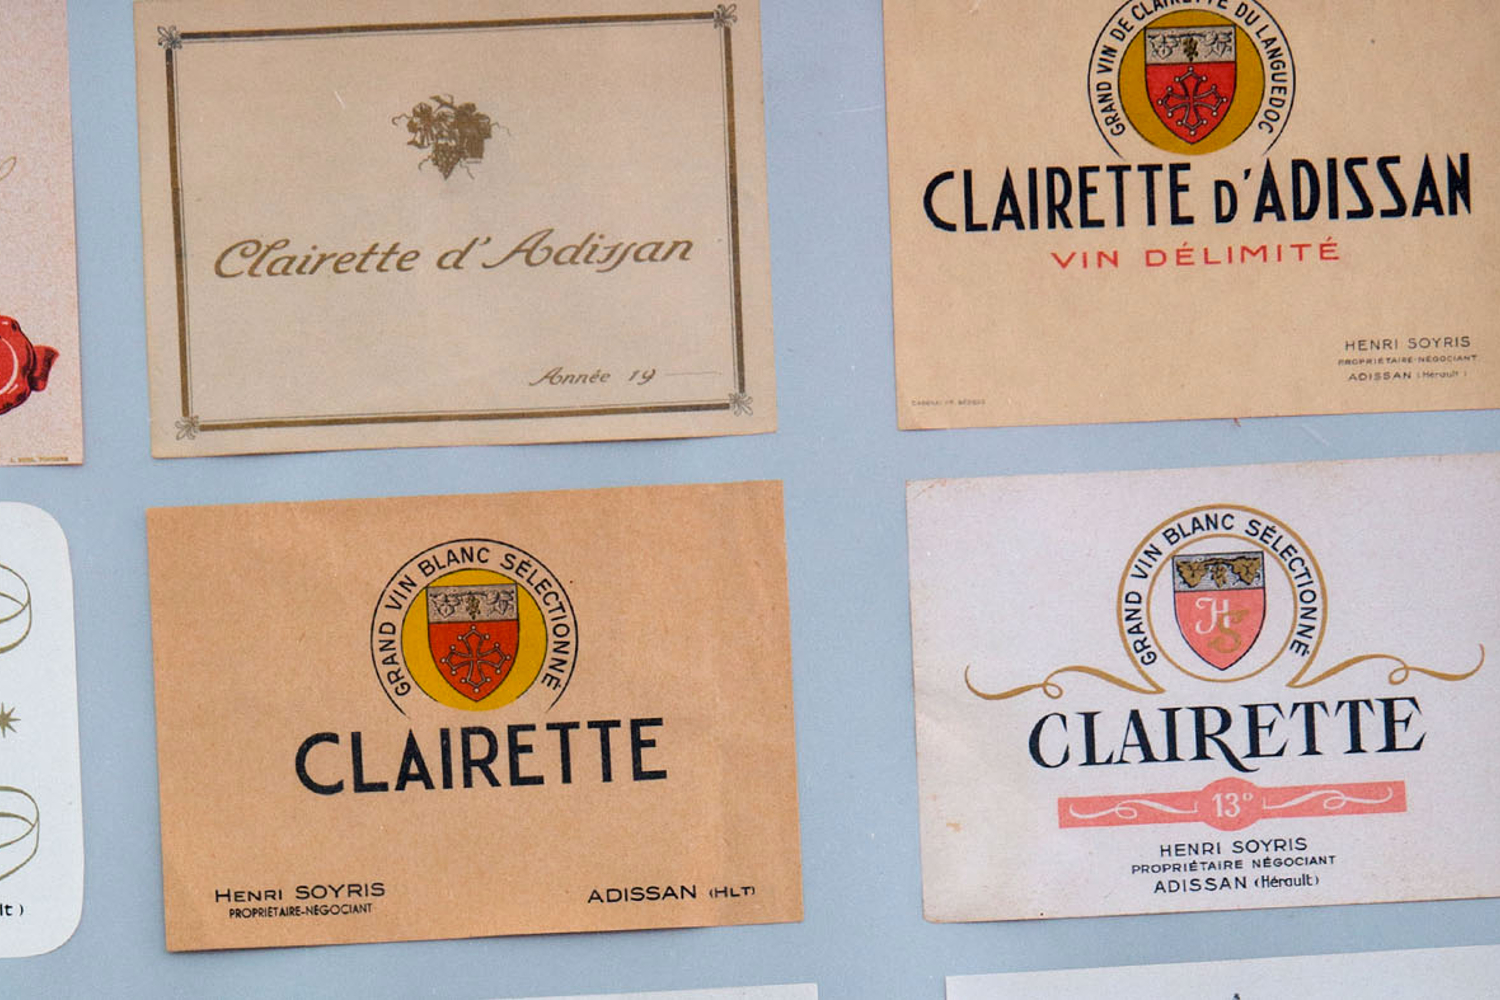 Clairette d'Adissan
Année 19
GRAND VIN DE CLAIRETTE DU LANGUEDOC
CLAIRETTE D'ADISSAN
VIN DÉLIMITÉ
HENRI SOYRIS
PROPRIÉTAIRE-NÉGOCIANT
ADISSAN (Hérault)
GRAND VIN BLANC SÉLECTIONNÉ
CLAIRETTE
HENRI SOYRIS
PROPRIÉTAIRE-NÉGOCIANT
ADISSAN (HLT)
GRAND VIN BLANC SÉLECTIONNÉ
HS
CLAIRETTE
13°
HENRI SOYRIS
PROPRIÉTAIRE NÉGOCIANT
ADISSAN (Hérault)
lt)